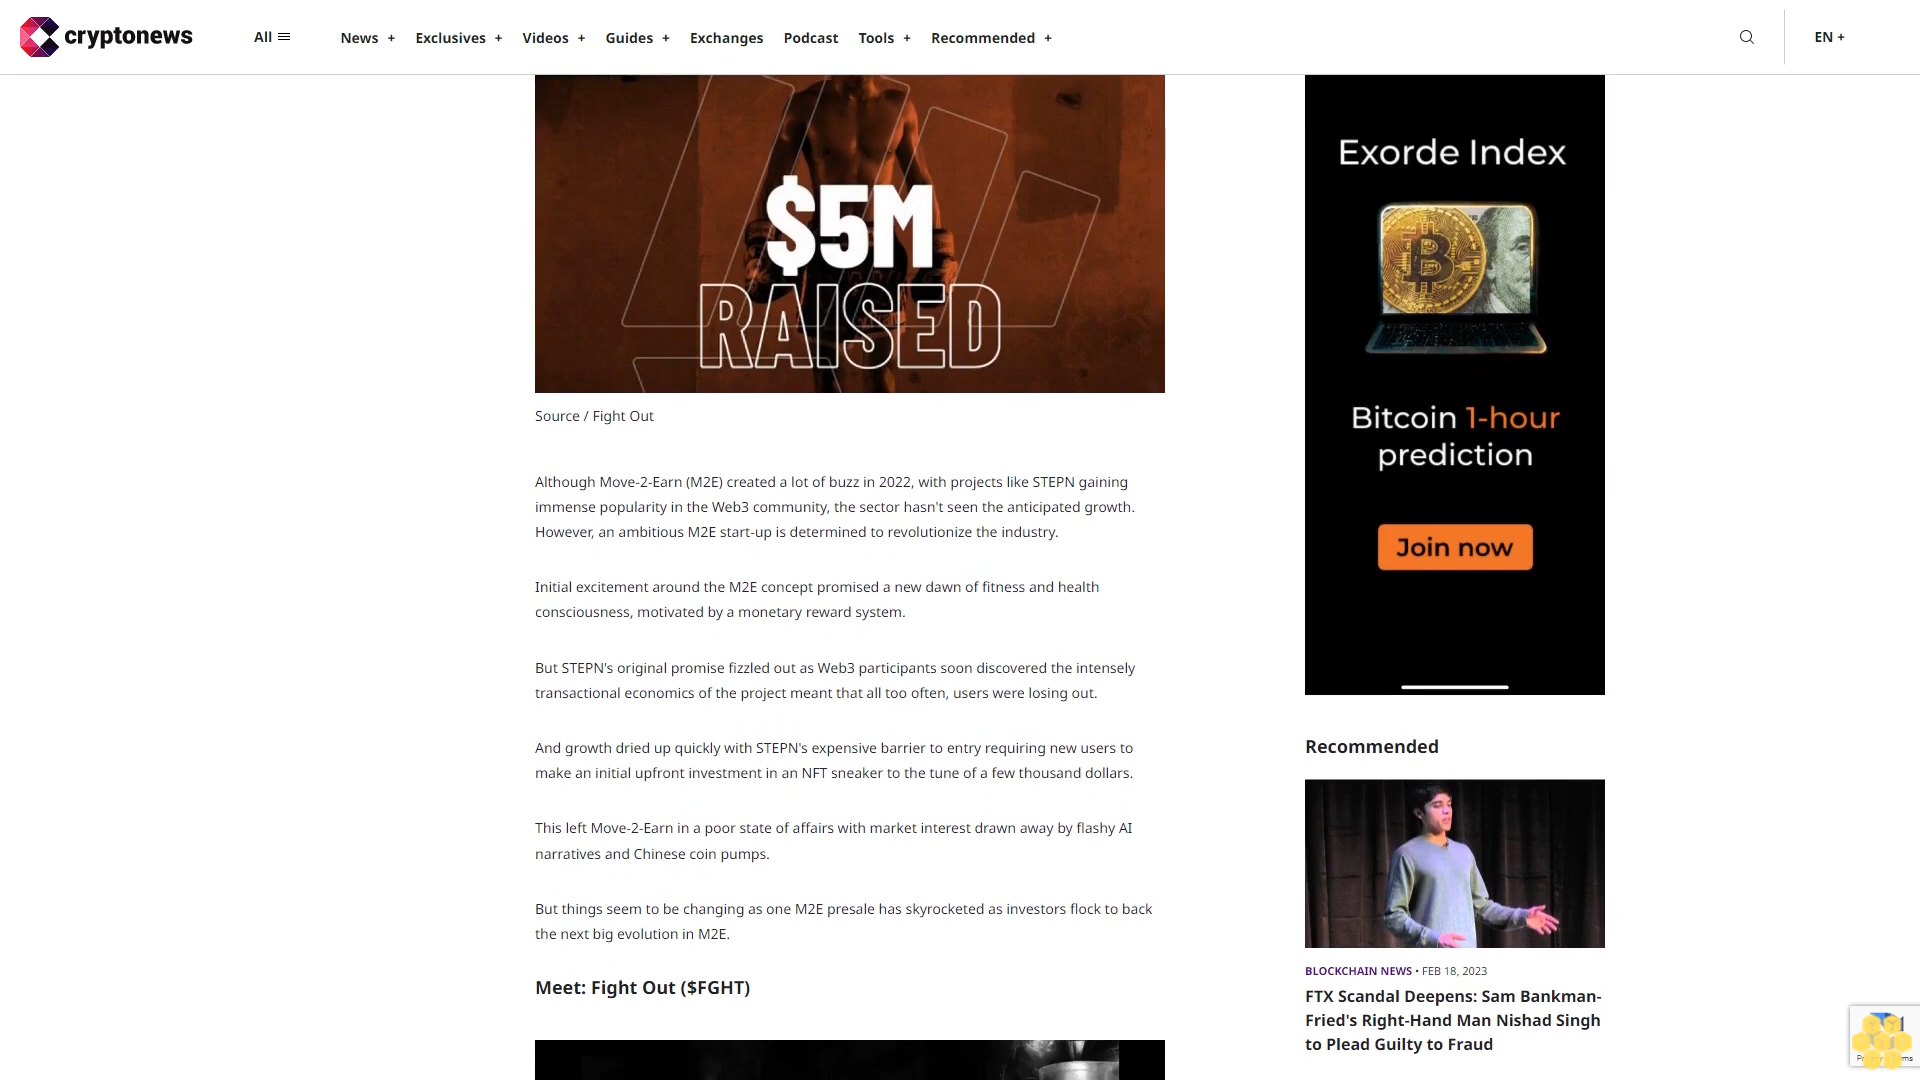 cryptonews
All
News +
Exclusives +
Videos +
Guides +
Exchanges
Podcast
Tools +
Recommended +
EN +
$5M
RAISED
Source / Fight Out
Although Move-2-Earn (M2E) created a lot of buzz in 2022, with projects like STEPN gaining
immense popularity in the Web3 community, the sector hasn't seen the anticipated growth.
However, an ambitious M2E start-up is determined to revolutionize the industry.
Initial excitement around the M2E concept promised a new dawn of fitness and health
consciousness, motivated by a monetary reward system.
But STEPN's original promise fizzled out as Web3 participants soon discovered the intensely
transactional economics of the project meant that all too often, users were losing out.
And growth dried up quickly with STEPN's expensive barrier to entry requiring new users to
make an initial upfront investment in an NFT sneaker to the tune of a few thousand dollars.
This left Move-2-Earn in a poor state of affairs with market interest drawn away by flashy AI
narratives and Chinese coin pumps.
But things seem to be changing as one M2E presale has skyrocketed as investors flock to back
the next big evolution in M2E.
Meet: Fight Out ($FGHT)
Exorde Index
Bitcoin 1-hour
prediction
Join now
Recommended
BLOCKCHAIN NEWS • FEB 18, 2023
FTX Scandal Deepens: Sam Bankman-
Fried's Right-Hand Man Nishad Singh
to Plead Guilty to Fraud